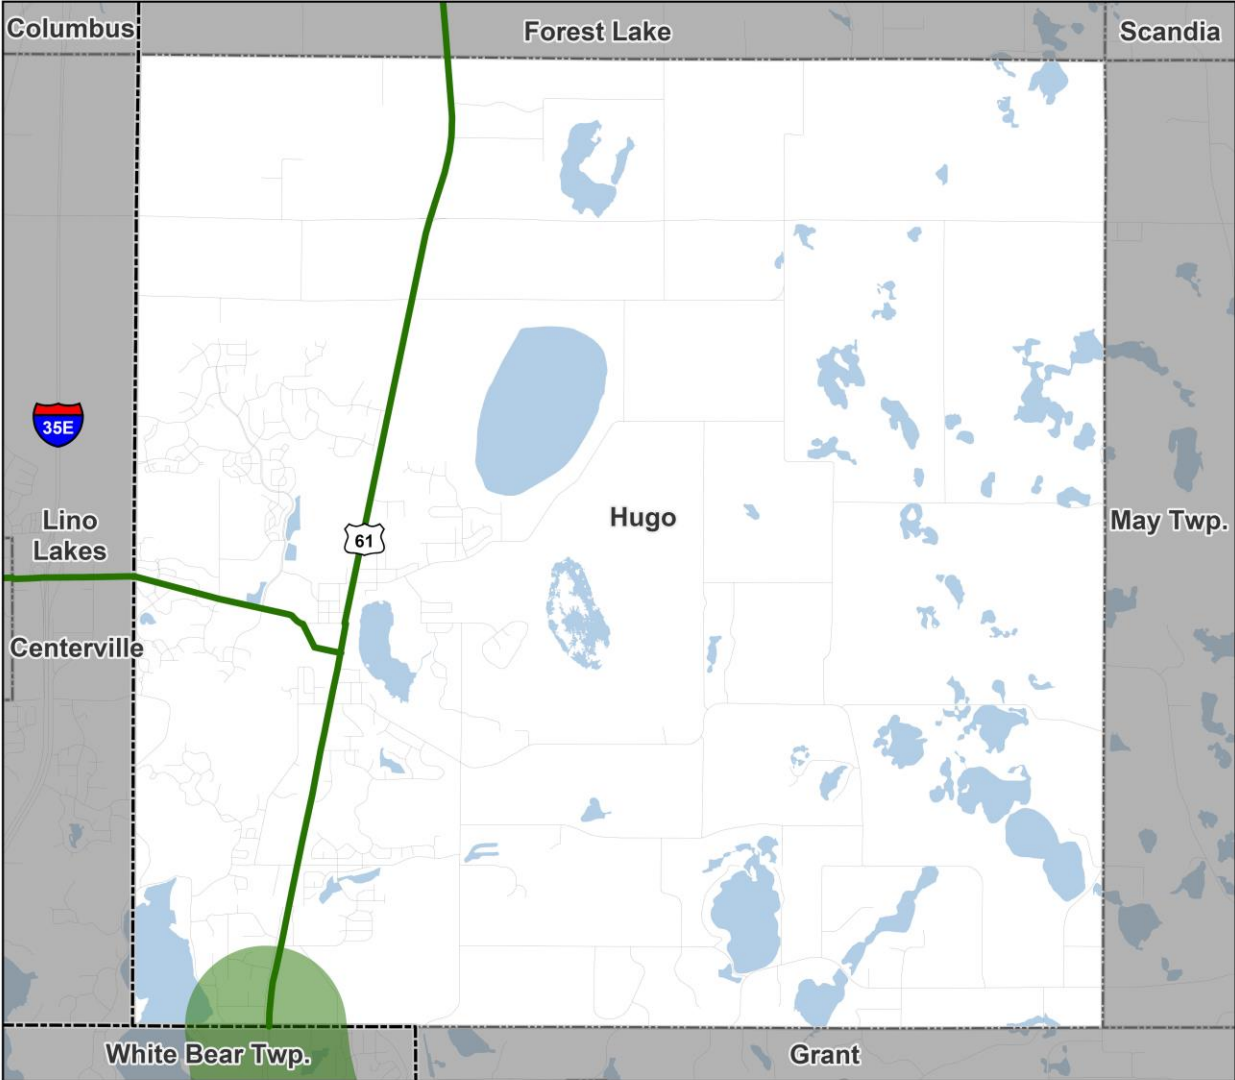 Columbus
Forest Lake
Scandia
35E
Lino
Lakes
61
Hugo
May Twp.
Centerville
White Bear Twp.
Grant